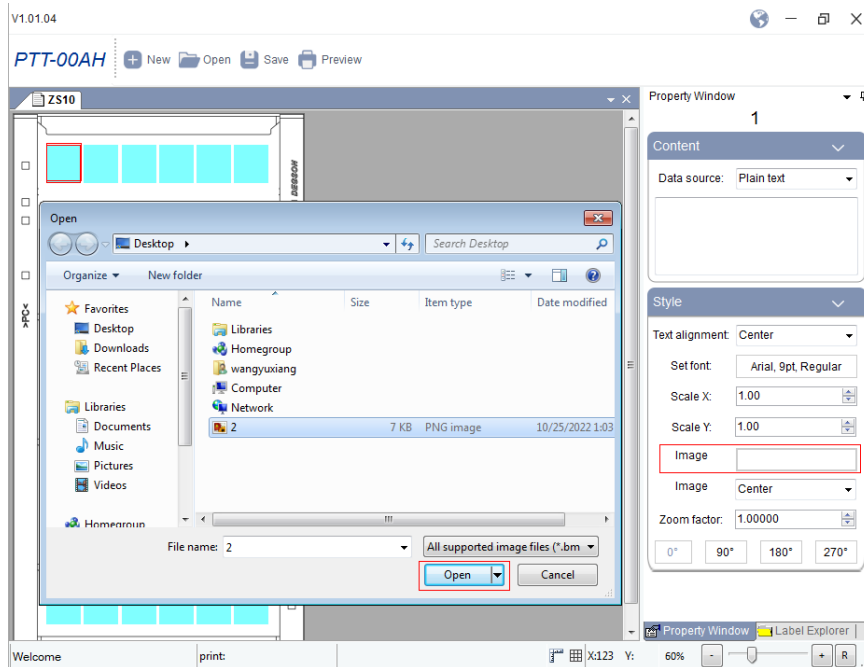 V1.01.04
PTT-00AH New Open Save Preview
ZS10
DEGSON
>PC<
Open
Desktop
Search Desktop
Organize New folder
Favorites
Desktop
Downloads
Recent Places
Libraries
Documents
Music
Pictures
Videos
Homegroup
Name Size Item type Date modified
Libraries
Homegroup
wangyuxiang
Computer
Network
2 7 KB PNG image 10/25/2022 1:03
File name: 2 All supported image files (*.bm
Open Cancel
Property Window
1
Content
Data source: Plain text
Style
Text alignment: Center
Set font: Arial, 9pt, Regular
Scale X: 1.00
Scale Y: 1.00
Image
Image Center
Zoom factor: 1.00000
0° 90° 180° 270°
Property Window Label Explorer
Welcome print: X:123 Y: 60% - + R